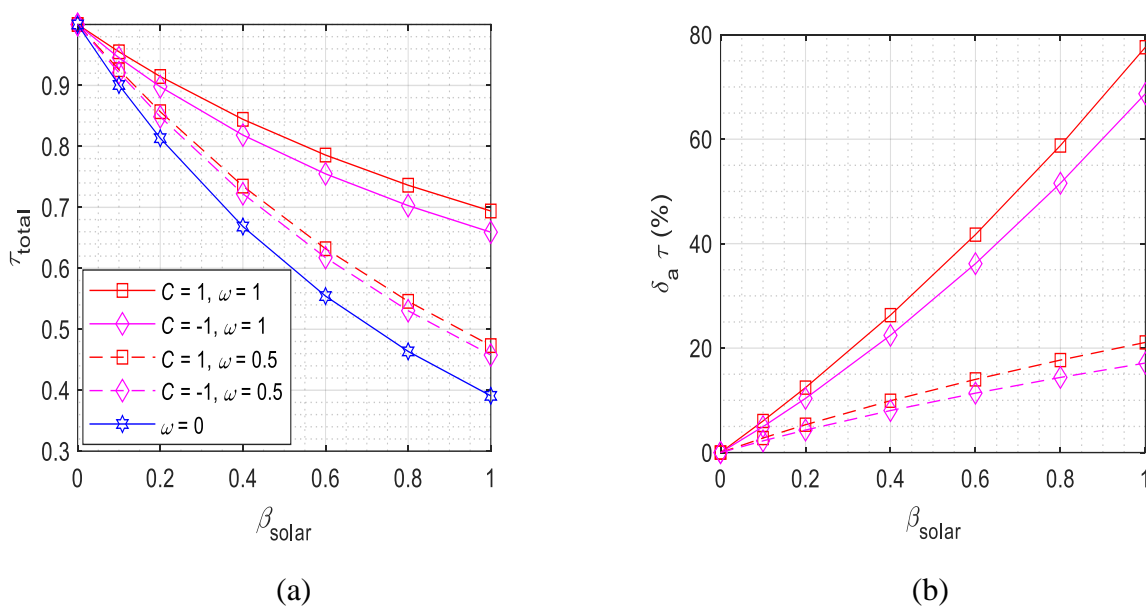 0.9
0.8
0.7
0.6
0.5
0.4
0.3
τtotal
C = 1, ω = 1
C = -1, ω = 1
C = 1, ω = 0.5
C = -1, ω = 0.5
ω = 0
0 0.2 0.4 0.6 0.8 1
βsolar
(a)
80
60
40
20
0
δa τ (%)
0 0.2 0.4 0.6 0.8 1
βsolar
(b)